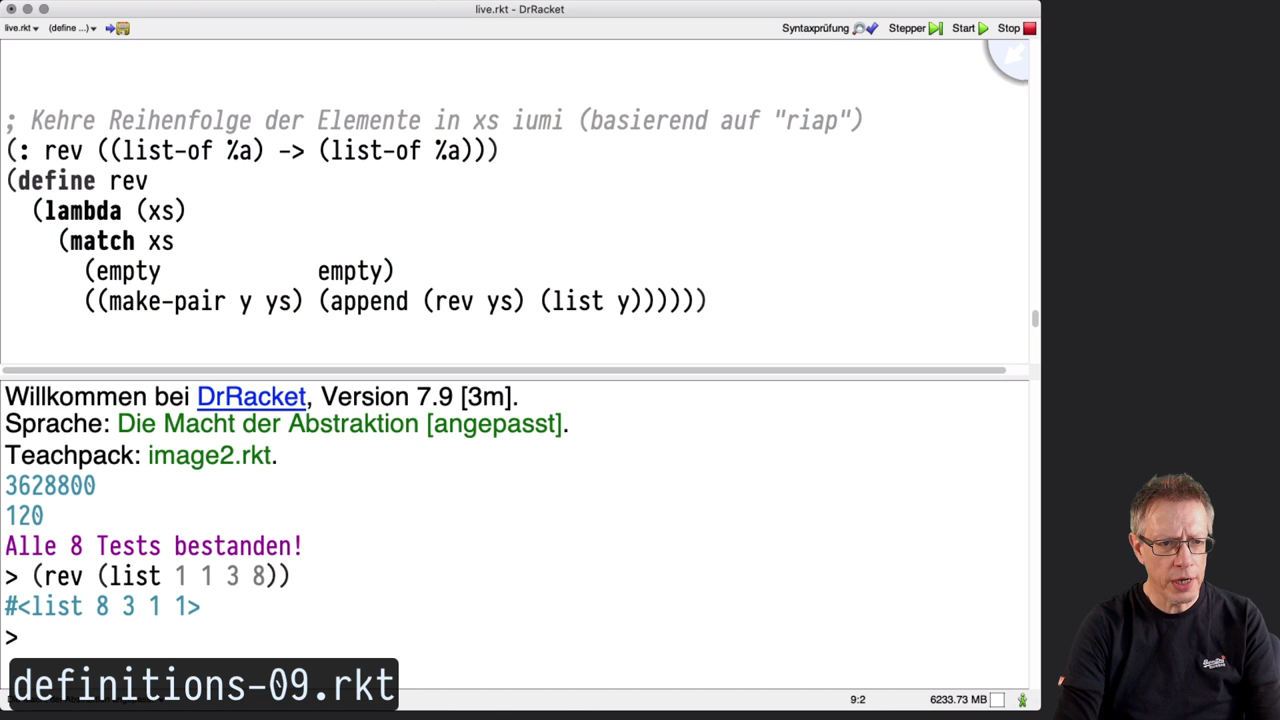 live.rkt - DrRacket
live.rkt (define ...) Syntaxprüfung Stepper Start Stop
; Kehre Reihenfolge der Elemente in xs iumi (basierend auf "riap")
(: rev ((list-of %a) -> (list-of %a)))
(define rev
(lambda (xs)
(match xs
(empty empty)
((make-pair y ys) (append (rev ys) (list y))))))
Willkommen bei DrRacket, Version 7.9 [3m].
Sprache: Die Macht der Abstraktion [angepasst].
Teachpack: image2.rkt.
3628800
120
Alle 8 Tests bestanden!
> (rev (list 1 1 3 8))
#<list 8 3 1 1>
>
definitions-09.rkt
9:2 6233.73 MB